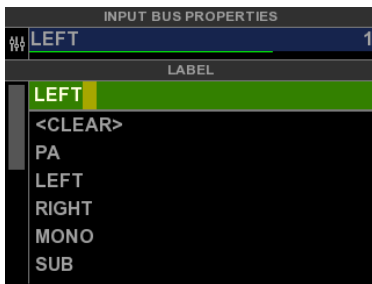 INPUT BUS PROPERTIES
LEFT 1
LABEL
LEFT
<CLEAR>
PA
LEFT
RIGHT
MONO
SUB